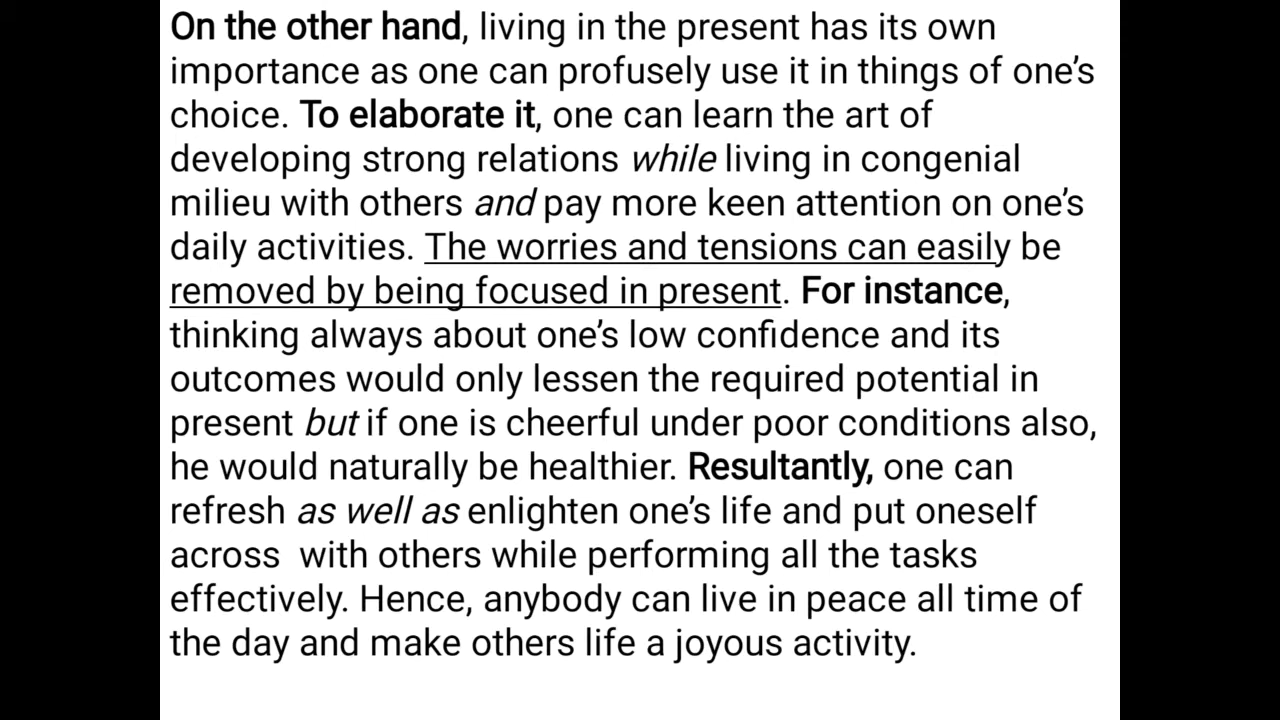 On the other hand, living in the present has its own
importance as one can profusely use it in things of one’s
choice. To elaborate it, one can learn the art of
developing strong relations while living in congenial
milieu with others and pay more keen attention on one’s
daily activities. The worries and tensions can easily be
removed by being focused in present. For instance,
thinking always about one’s low confidence and its
outcomes would only lessen the required potential in
present but if one is cheerful under poor conditions also,
he would naturally be healthier. Resultantly, one can
refresh as well as enlighten one’s life and put oneself
across  with others while performing all the tasks
effectively. Hence, anybody can live in peace all time of
the day and make others life a joyous activity.